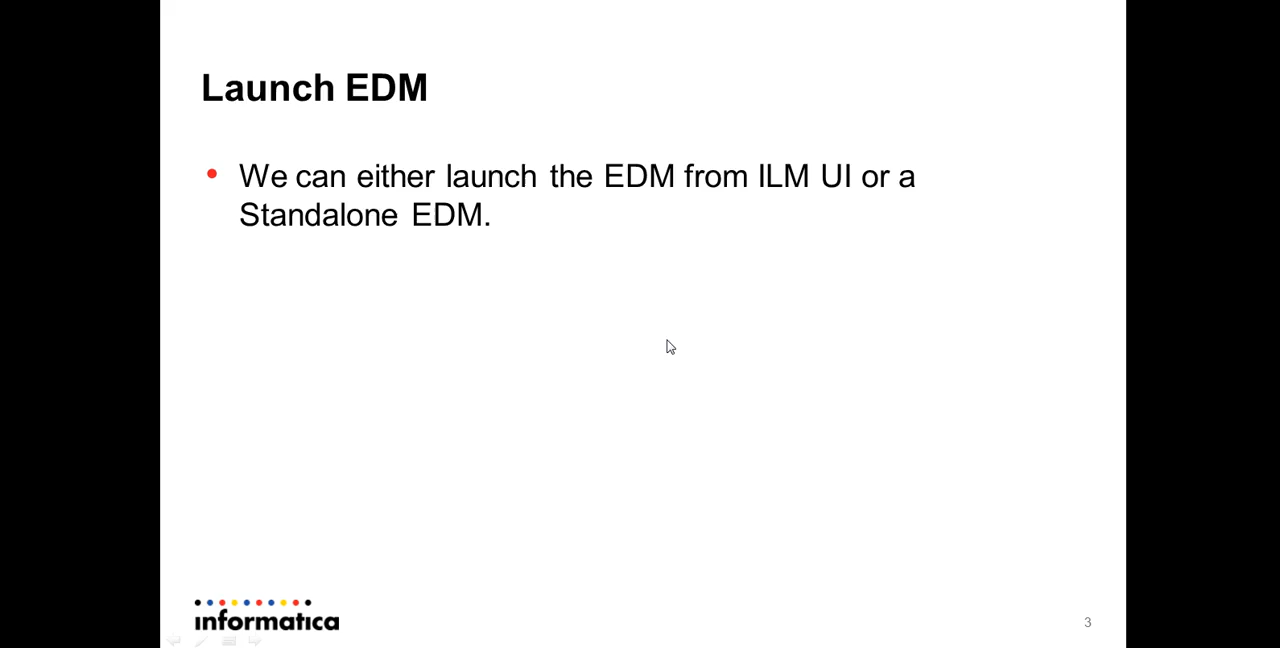 Launch EDM
• We can either launch the EDM from ILM UI or a
Standalone EDM.
informatica
3